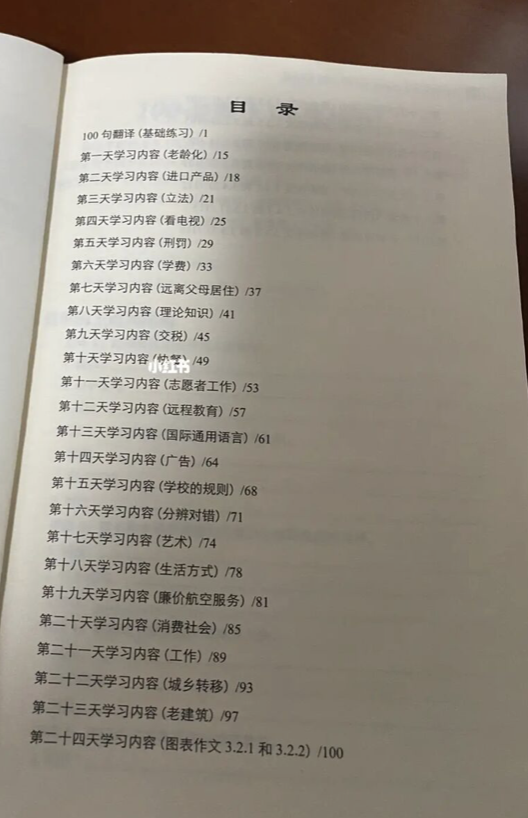 目 录
100 句翻译(基础练习) /1
第一天学习内容(老龄化) /15
第二天学习内容(进口产品) /18
第三天学习内容(立法) /21
第四天学习内容(看电视) /25
第五天学习内容(刑罚) /29
第六天学习内容(学费) /33
第七天学习内容(远离父母居住) /37
第八天学习内容(理论知识) /41
第九天学习内容(交税) /45
第十天学习内容 /49
小红书
第十一天学习内容(志愿者工作) /53
第十二天学习内容(远程教育) /57
第十三天学习内容(国际通用语言) /61
第十四天学习内容(广告) /64
第十五天学习内容(学校的规则) /68
第十六天学习内容(分辨对错) /71
第十七天学习内容(艺术) /74
第十八天学习内容(生活方式) /78
第十九天学习内容(廉价航空服务) /81
第二十天学习内容(消费社会) /85
第二十一天学习内容(工作) /89
第二十二天学习内容(城乡转移) /93
第二十三天学习内容(老建筑) /97
第二十四天学习内容(图表作文 3.2.1 和 3.2.2) /100